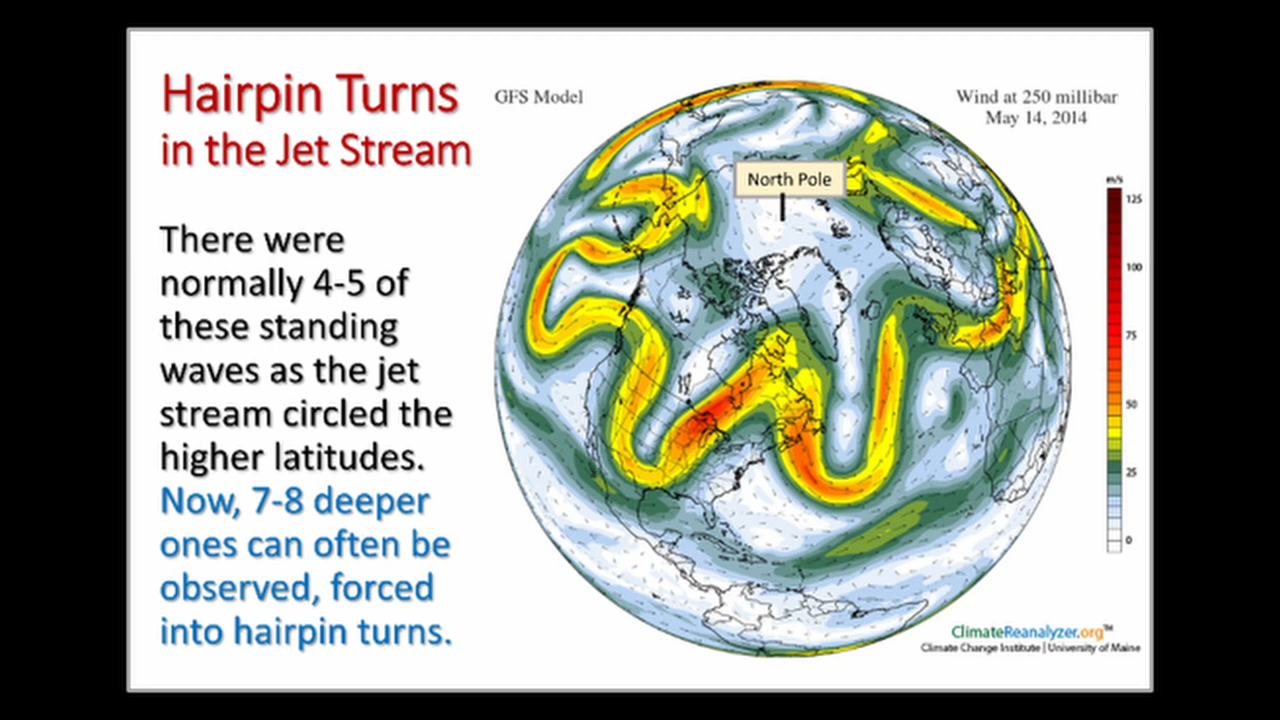 Hairpin Turns
in the Jet Stream
There were
normally 4-5 of
these standing
waves as the jet
stream circled the
higher latitudes.
Now, 7-8 deeper
ones can often be
observed, forced
into hairpin turns.
GFS Model
Wind at 250 millibar
May 14, 2014
North Pole
m/s
125
100
75
50
25
0
ClimateReanalyzer.org™
Climate Change Institute | University of Maine